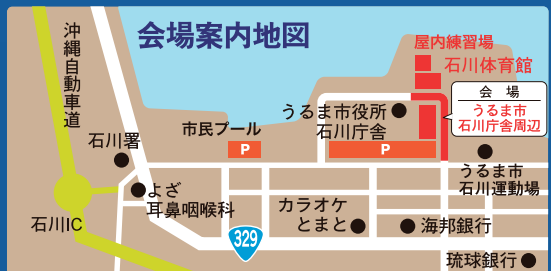 会場案内地図
沖縄自動車道
屋内練習場
石川体育館
会 場
うるま市
石川庁舎周辺
うるま市役所
石川庁舎
市民プール
P
P
石川署
うるま市
石川運動場
よざ
耳鼻咽喉科
カラオケ
とまと
海邦銀行
石川IC
329
琉球銀行